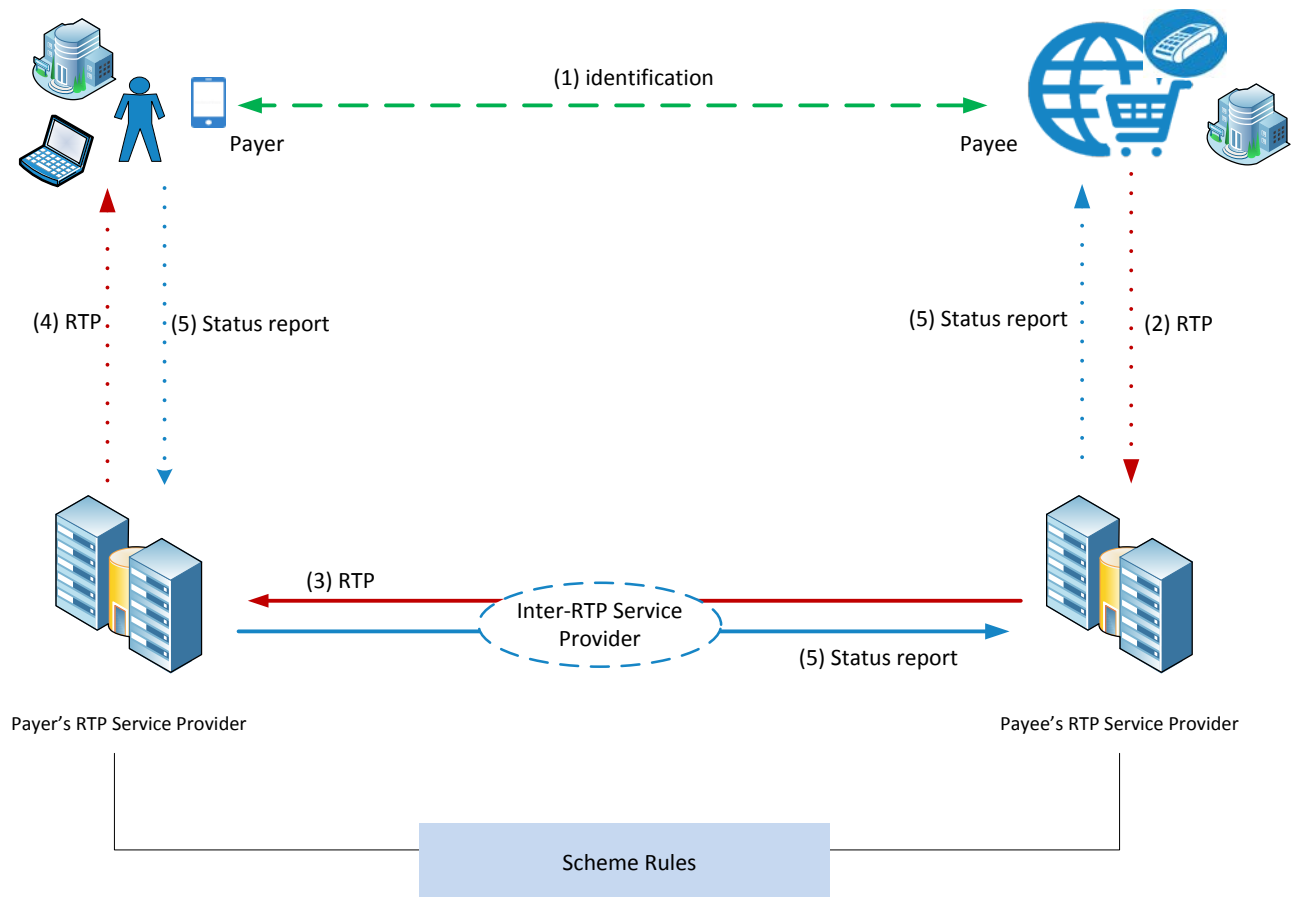 (1) identification
Payer
Payee
(4) RTP
(5) Status report
(5) Status report
(2) RTP
(3) RTP
Inter-RTP Service
Provider
(5) Status report
Payer’s RTP Service Provider
Payee’s RTP Service Provider
Scheme Rules